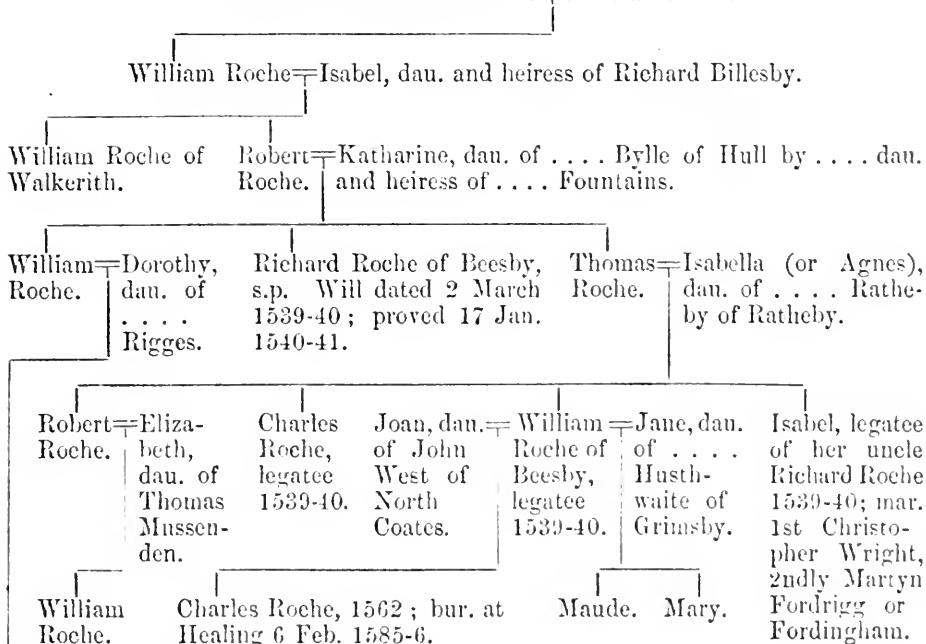 William Roche=Isabel, dau. and heiress of Richard Billesby.
William Roche of
Walkerith.
Robert=Katharine, dau. of . . . . Bylle of Hull by . . . . dau.
Roche. and heiress of . . . . Fountains.
William=Dorothy,
Roche. dau. of
. . . .
Rigges.
Richard Roche of Beesby,
s.p. Will dated 2 March
1539-40 ; proved 17 Jan.
1540-41.
Thomas=Isabella (or Agnes),
Roche. dau. of . . . . Rathe-
by of Ratheby.
Robert=Eliza-
Roche. beth,
dau. of
Thomas
Mussen-
den.
Charles
Roche,
legatee
1539-40.
Joan, dau.=
of John
West of
North
Coates.
William
Roche of
Beesby,
legatee
1539-40.
=Jane, dau.
of . . . .
Husth-
waite of
Grimsby.
Isabel, legatee
of her uncle
Richard Roche
1539-40; mar.
1st Christo-
pher Wright,
2ndly Martyn
Fordrigg or
Fordingham.
William
Roche.
Charles Roche, 1562 ; bur. at
Healing 6 Feb. 1585-6.
Maude. Mary.